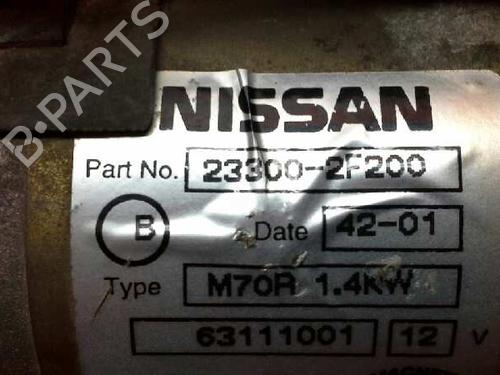 B-PARTS
NISSAN
Part No. 23300-2F200
B Date 42-01
Type M70R 1.4KW
63111001 12 V